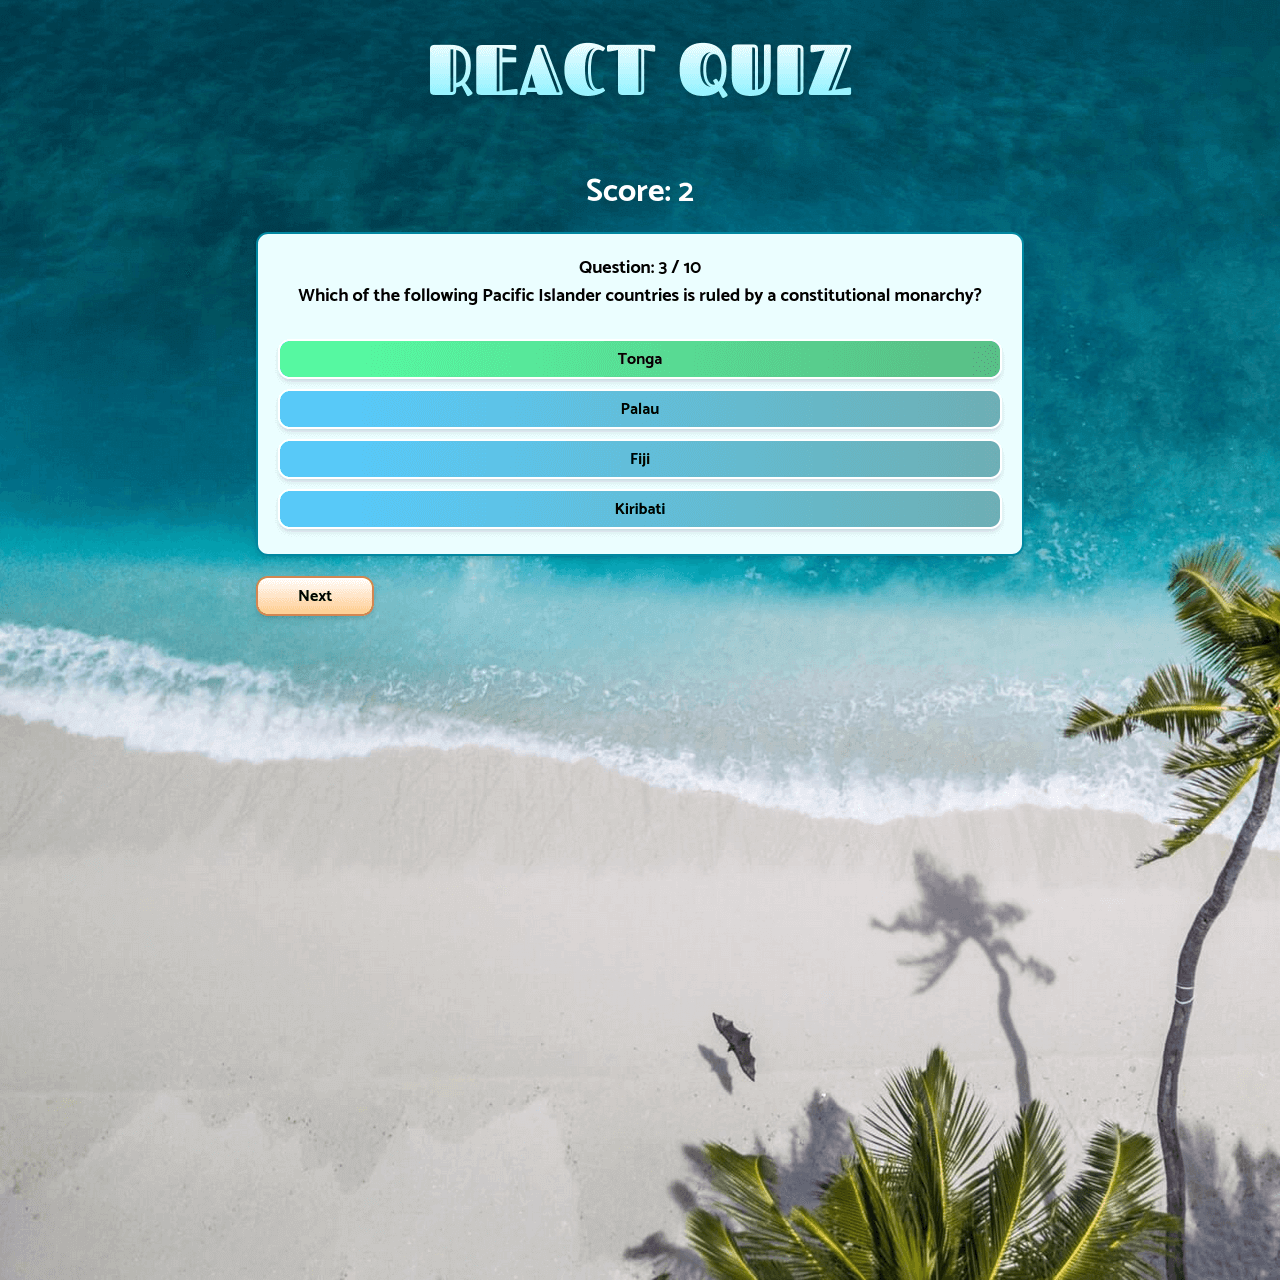 REACT QUIZ
Score: 2
Question: 3 / 10
Which of the following Pacific Islander countries is ruled by a constitutional monarchy?
Tonga
Palau
Fiji
Kiribati
Next